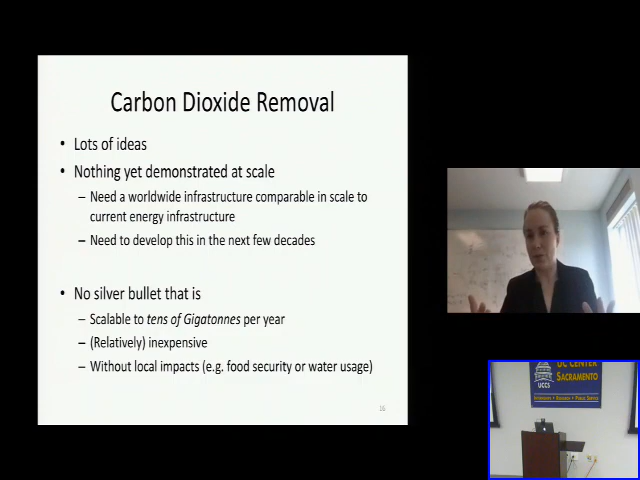 Carbon Dioxide Removal
• Lots of ideas
• Nothing yet demonstrated at scale
– Need a worldwide infrastructure comparable in scale to
current energy infrastructure
– Need to develop this in the next few decades
• No silver bullet that is
– Scalable to tens of Gigatonnes per year
– (Relatively) inexpensive
– Without local impacts (e.g. food security or water usage)
16
UC CENTER
SACRAMENTO
UCCS